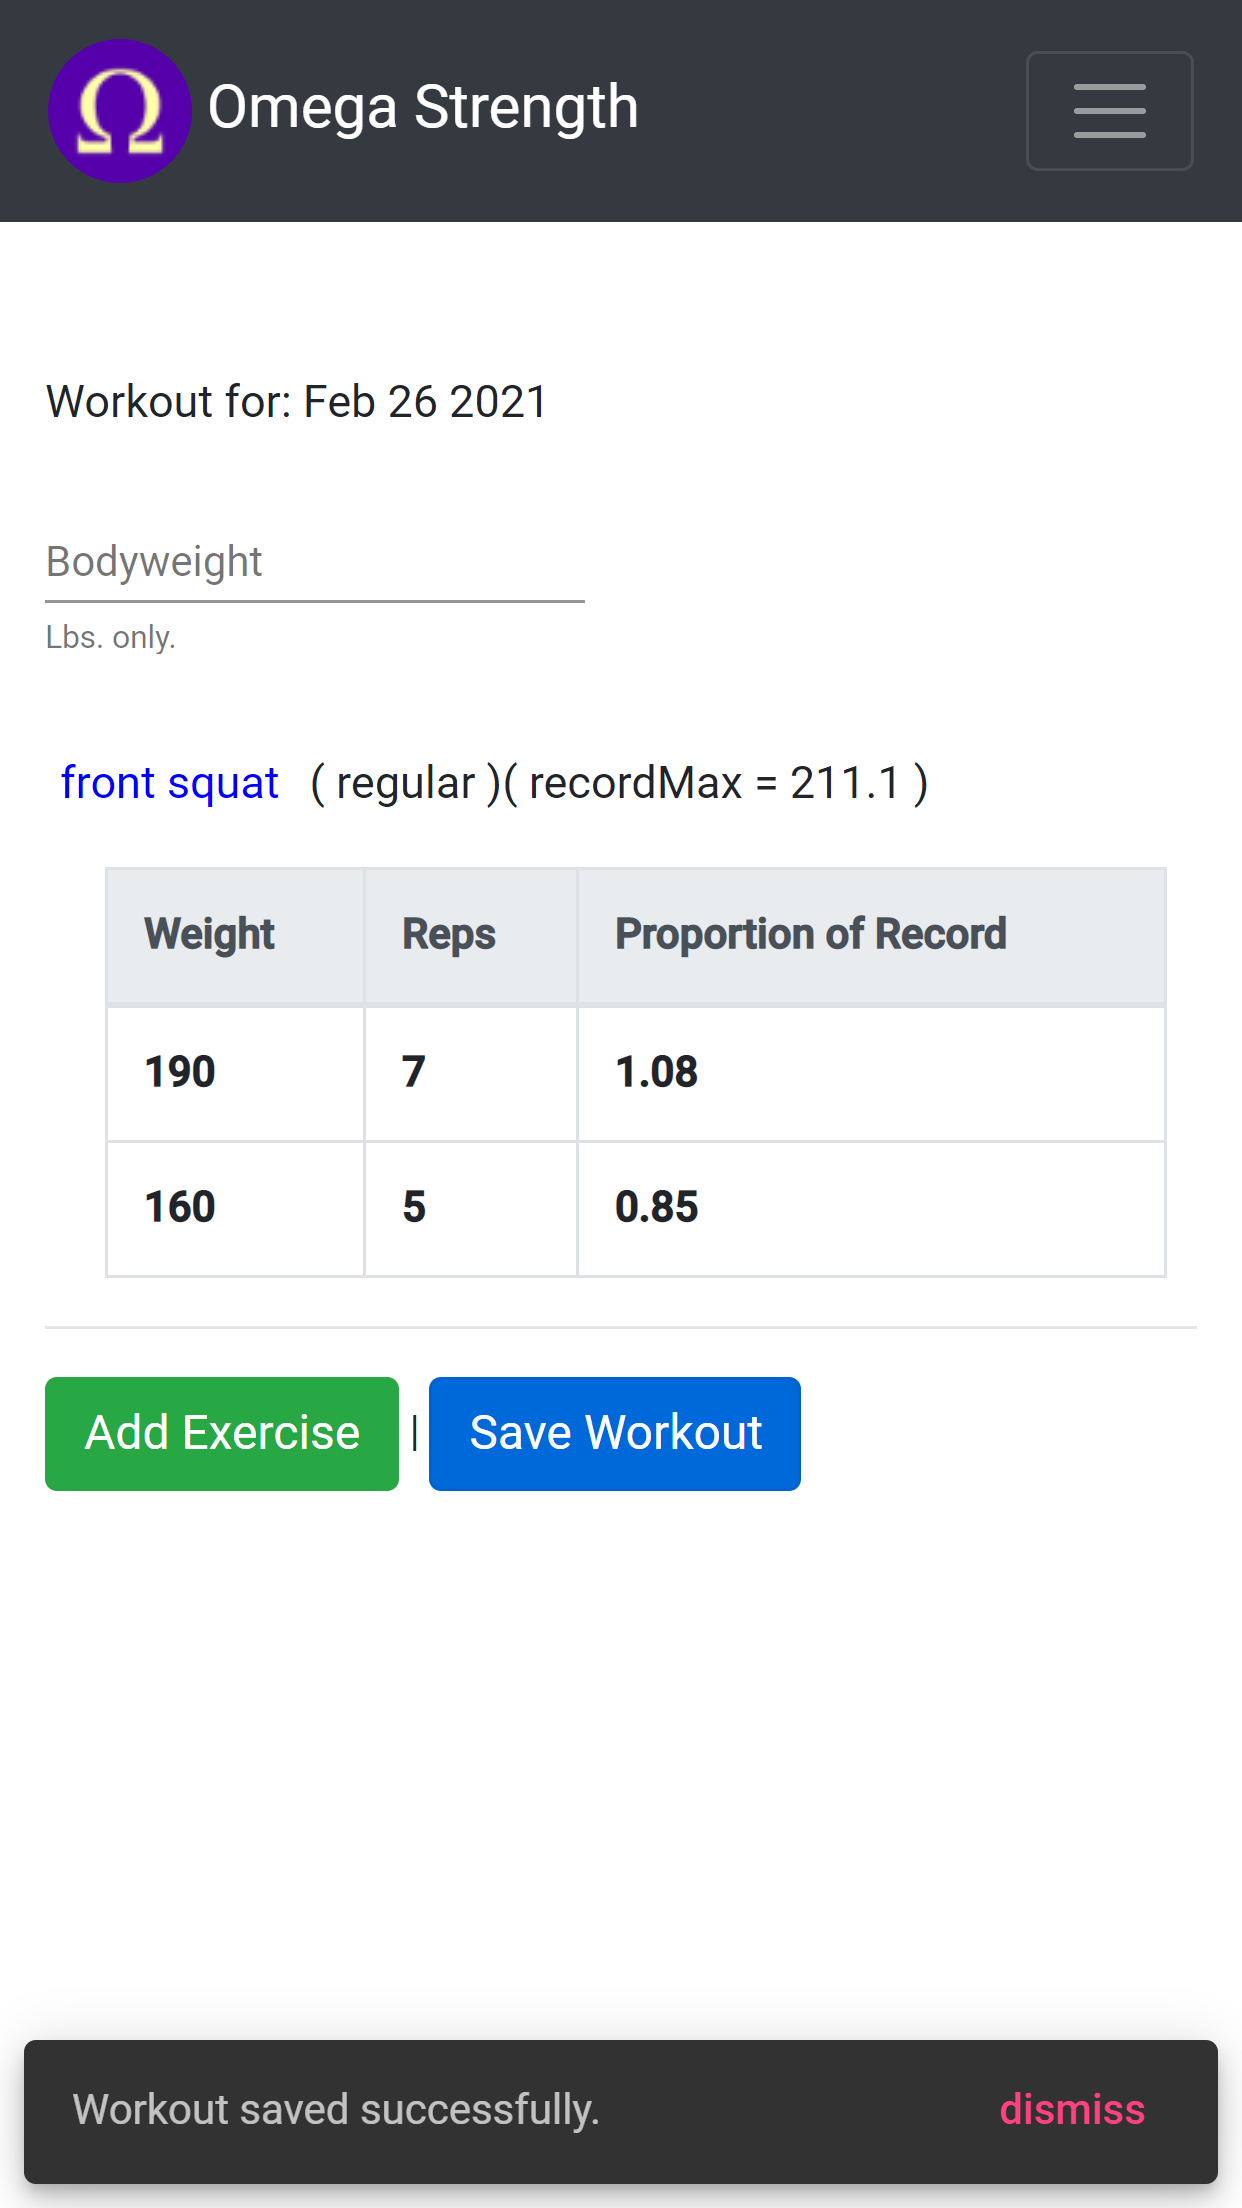 Ω Omega Strength
Workout for: Feb 26 2021
Bodyweight
Lbs. only.
front squat ( regular )( recordMax = 211.1 )
Weight Reps Proportion of Record
190 7 1.08
160 5 0.85
Add Exercise | Save Workout
Workout saved successfully. dismiss